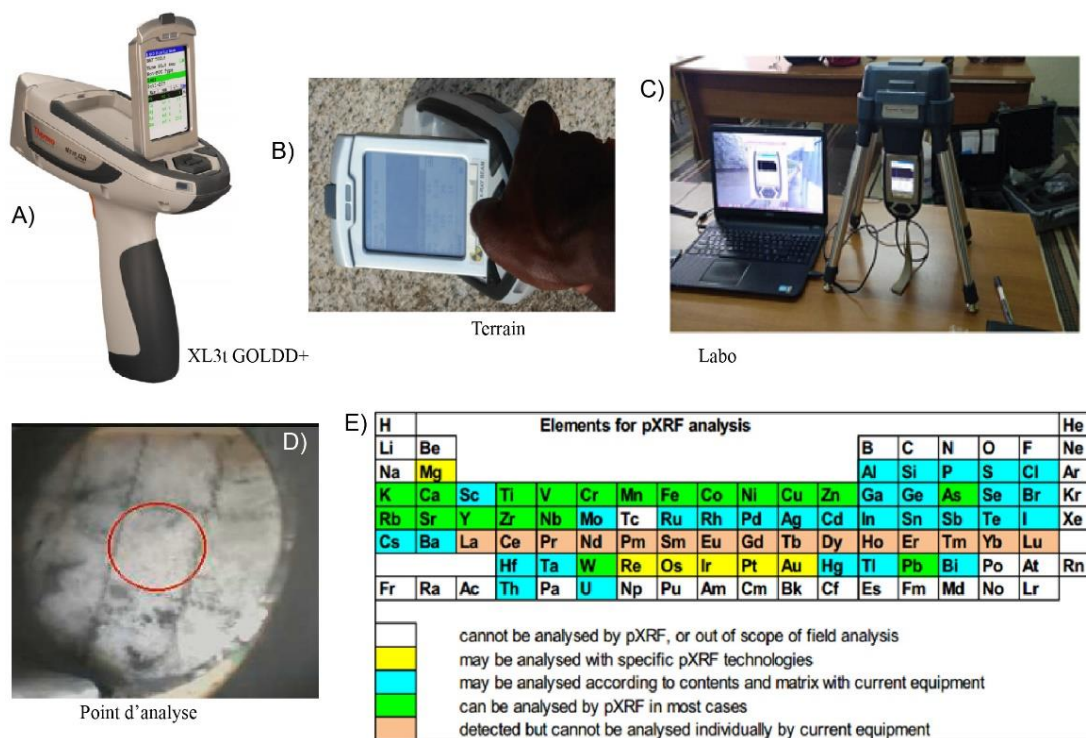 A)
XL3t GOLDD+
B)
Terrain
C)
Labo
D)
Point d'analyse
E)
Elements for pXRF analysis
H He
Li Be B C N O F Ne
Na Mg Al Si P S Cl Ar
K Ca Sc Ti V Cr Mn Fe Co Ni Cu Zn Ga Ge As Se Br Kr
Rb Sr Y Zr Nb Mo Tc Ru Rh Pd Ag Cd In Sn Sb Te I Xe
Cs Ba La Ce Pr Nd Pm Sm Eu Gd Tb Dy Ho Er Tm Yb Lu
Hf Ta W Re Os Ir Pt Au Hg Tl Pb Bi Po At Rn
Fr Ra Ac Th Pa U Np Pu Am Cm Bk Cf Es Fm Md No Lr
cannot be analysed by pXRF, or out of scope of field analysis
may be analysed with specific pXRF technologies
may be analysed according to contents and matrix with current equipment
can be analysed by pXRF in most cases
detected but cannot be analysed individually by current equipment